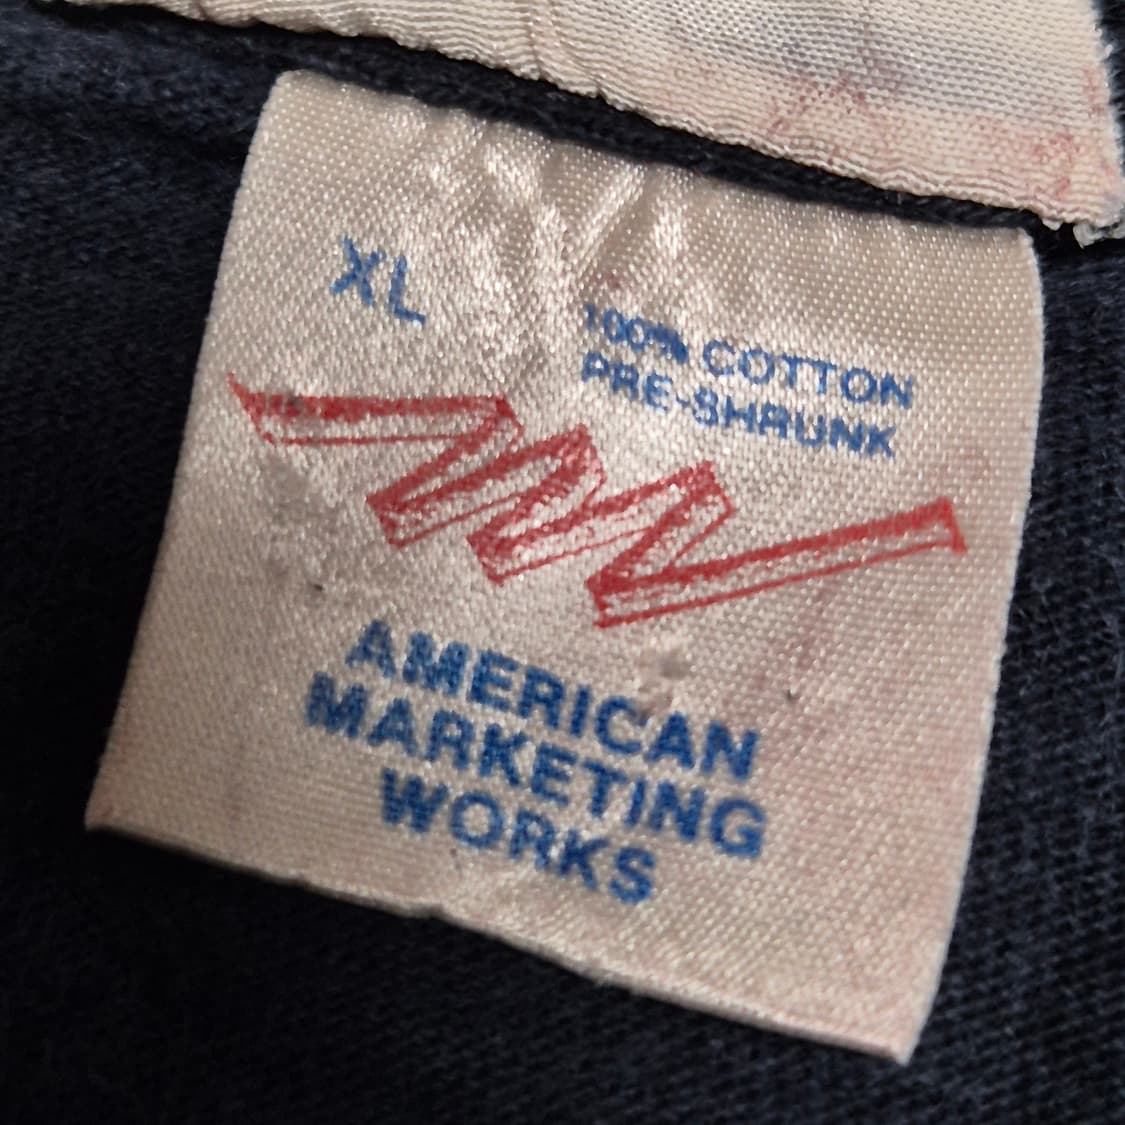 XL
100% COTTON
PRE-SHRUNK
AMERICAN
MARKETING
WORKS